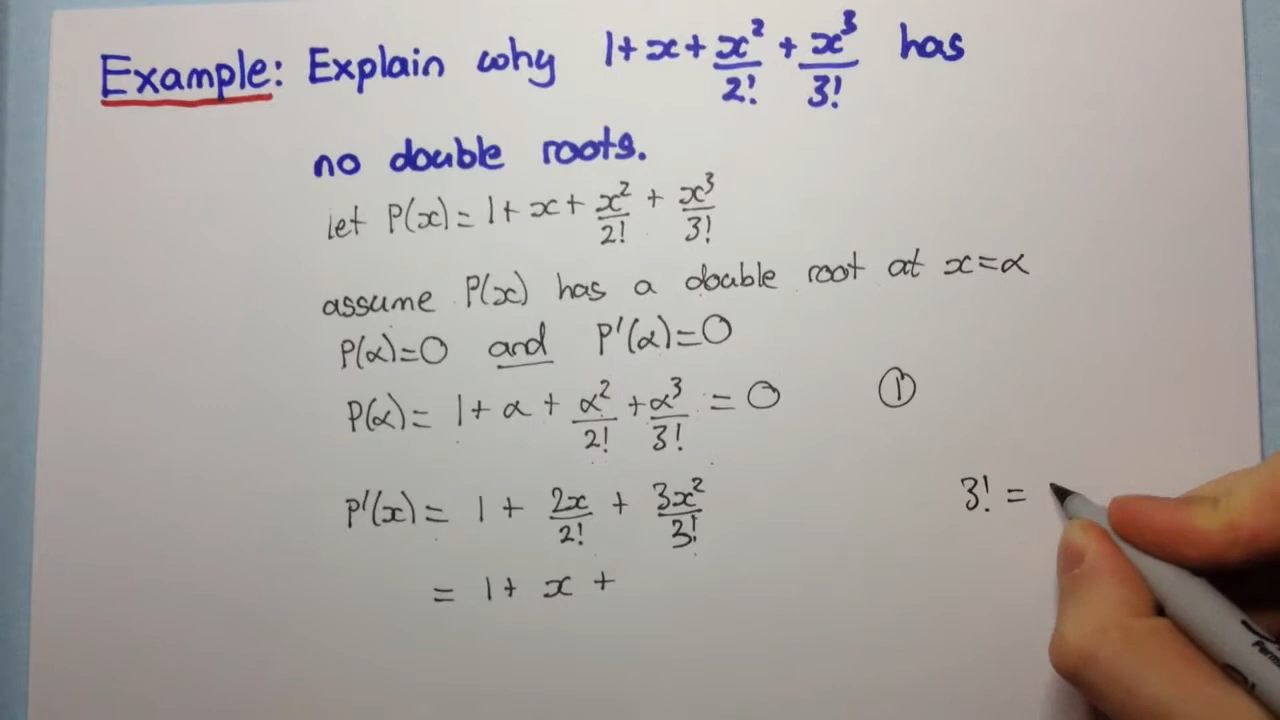 Example: Explain why 1 + x + x²/2! + x³/3! has
no double roots.
let P(x) = 1 + x + x²/2! + x³/3!
assume P(x) has a double root at x = α
P(α) = 0 and P'(α) = 0
P(α) = 1 + α + α²/2! + α³/3! = 0 ①
P'(x) = 1 + 2x/2! + 3x²/3!
3! =
= 1 + x +